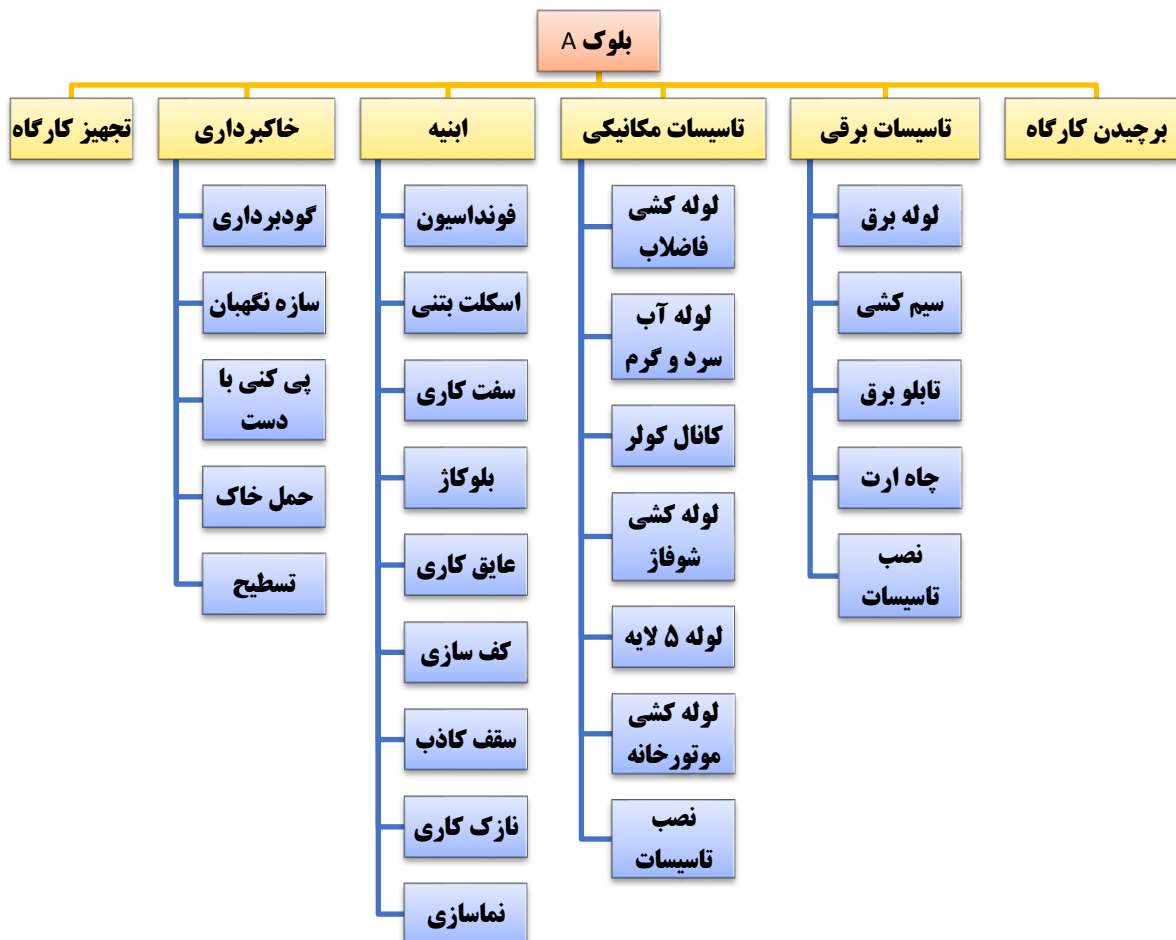 بلوک A
تجهیز کارگاه
خاکبرداری
ابنیه
تاسیسات مکانیکی
تاسیسات برقی
برچیدن کارگاه
گودبرداری
سازه نگهبان
پی کنی با
دست
حمل خاک
تسطیح
فونداسیون
اسکلت بتنی
سفت کاری
بلوکاژ
عایق کاری
کف سازی
سقف کاذب
نازک کاری
نماسازی
لوله کشی
فاضلاب
لوله آب
سرد و گرم
کانال کولر
لوله کشی
شوفاژ
لوله ۵ لایه
لوله کشی
موتورخانه
نصب
تاسیسات
لوله برق
سیم کشی
تابلو برق
چاه ارت
نصب
تاسیسات